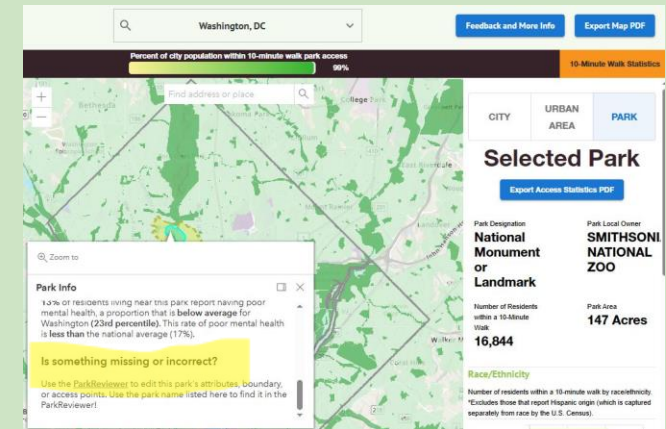 Washington, DC
Feedback and More Info
Export Map PDF
Percent of city population within 10-minute walk park access
99%
10-Minute Walk Statistics
+
−
Find address or place
Bethesda
College Park
Takoma Park
East Riverdale
Mount Rainier
Landover
Walker M
Zoom to
Park Info
13% of residents living near this park report having poor
mental health, a proportion that is below average for
Washington (23rd percentile). This rate of poor mental health
is less than the national average (17%).
Is something missing or incorrect?
Use the ParkReviewer to edit this park's attributes, boundary,
or access points. Use the park name listed here to find it in the
ParkReviewer!
CITY
URBAN
AREA
PARK
Selected Park
Export Access Statistics PDF
Park Designation
National
Monument
or
Landmark
Park Local Owner
SMITHSONI
NATIONAL
ZOO
Number of Residents
within a 10-Minute
Walk
16,844
Park Area
147 Acres
Race/Ethnicity
Number of residents within a 10-minute walk by race/ethnicity.
*Excludes those that report Hispanic origin (which is captured
separately from race by the U.S. Census).